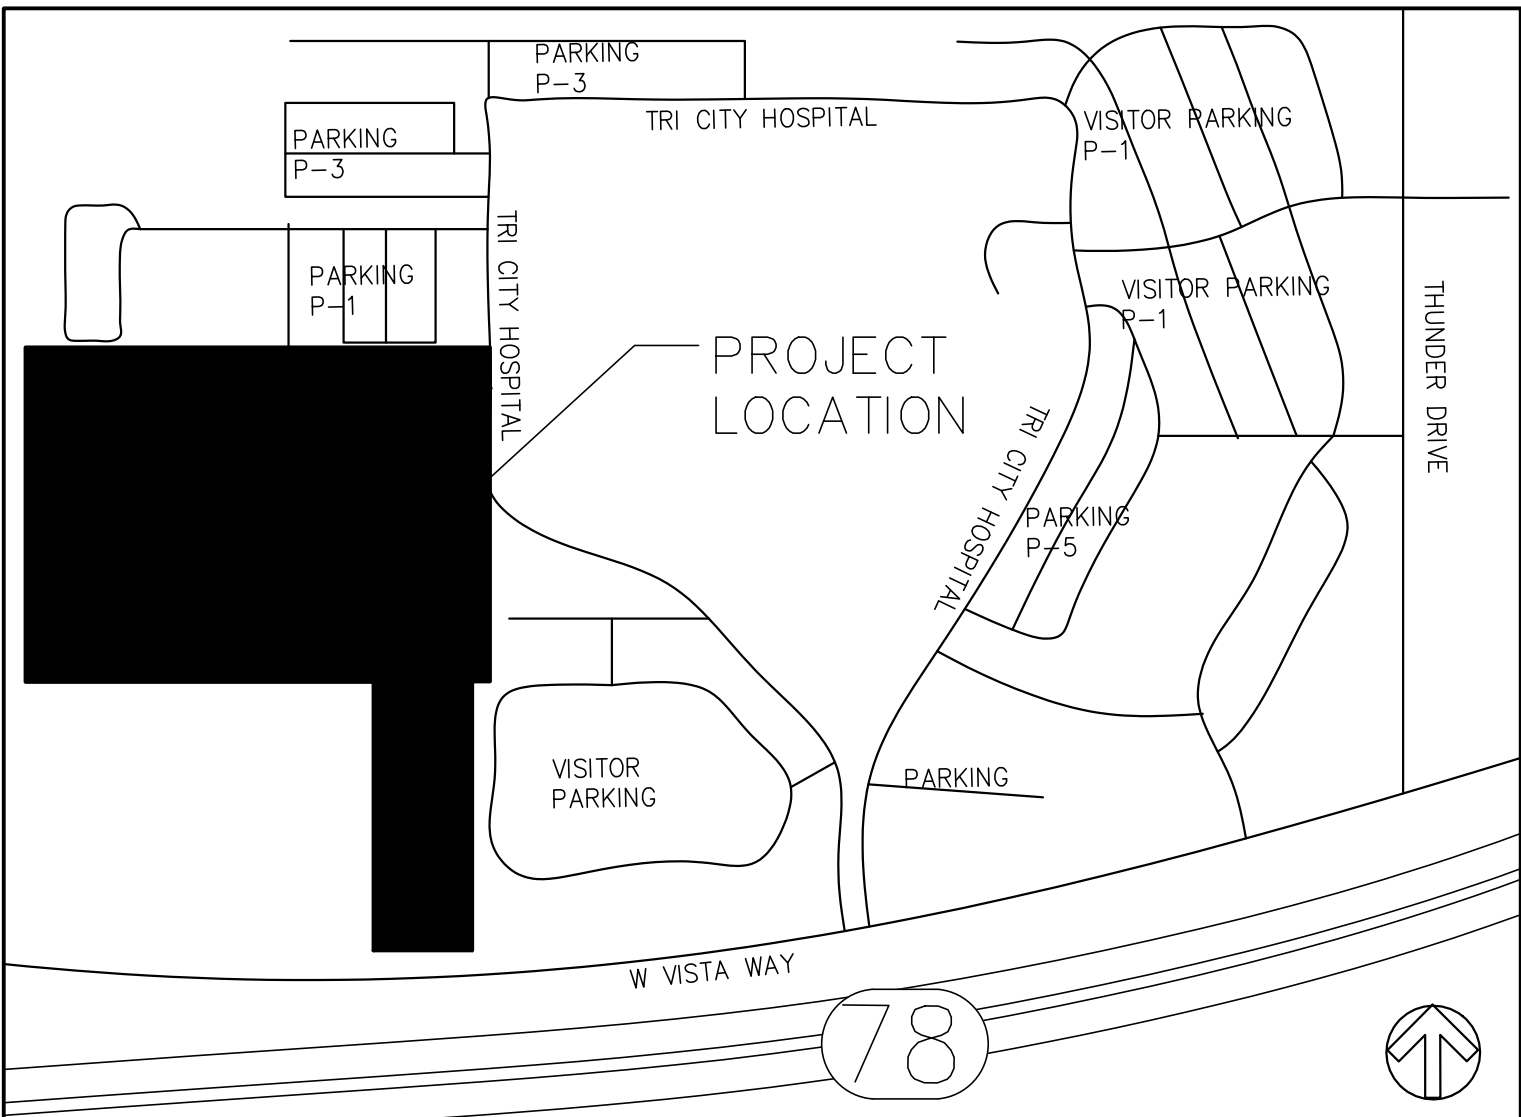 PARKING
P-3
TRI CITY HOSPITAL
VISITOR PARKING
P-1
PARKING
P-3
TRI CITY HOSPITAL
PARKING
P-1
VISITOR PARKING
P-1
THUNDER DRIVE
PROJECT
LOCATION
TRI CITY HOSPITAL
PARKING
P-5
VISITOR
PARKING
PARKING
W VISTA WAY
78